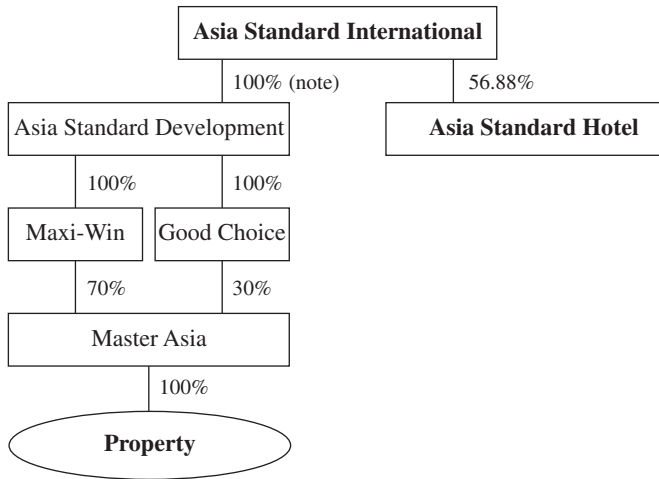 Asia Standard International
100% (note)
56.88%
Asia Standard Development
Asia Standard Hotel
100%
100%
Maxi-Win
Good Choice
70%
30%
Master Asia
100%
Property